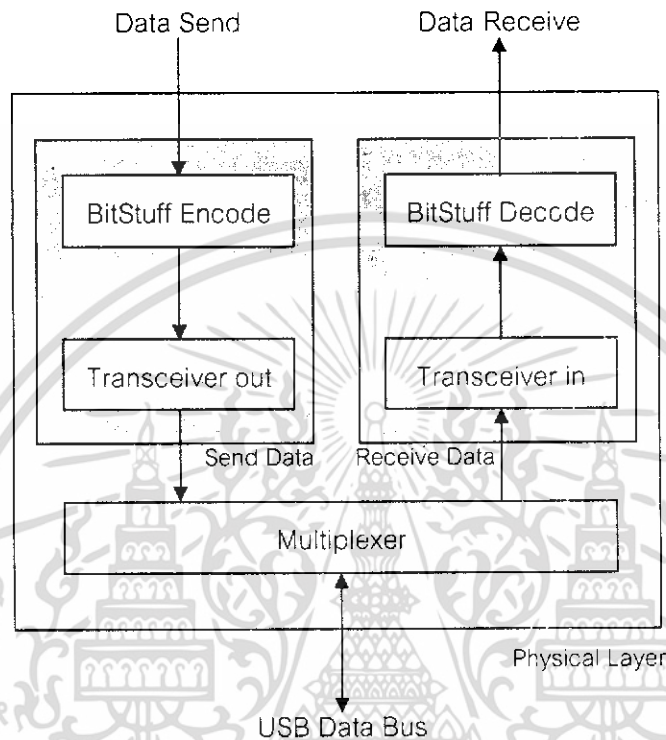 Data Send
Data Receive
BitStuff Encode
BitStuff Decode
Transceiver out
Transceiver in
Send Data
Receive Data
Multiplexer
Physical Layer
USB Data Bus